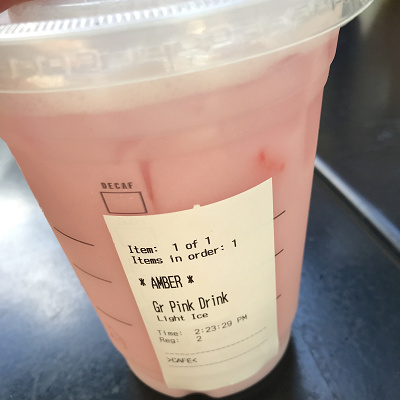 DECAF
Item: 1 of 1
Items in order: 1
* AMBER *
Gr Pink Drink
Light Ice
Time: 2:23:29 PM
Reg: 2
>CAFE<